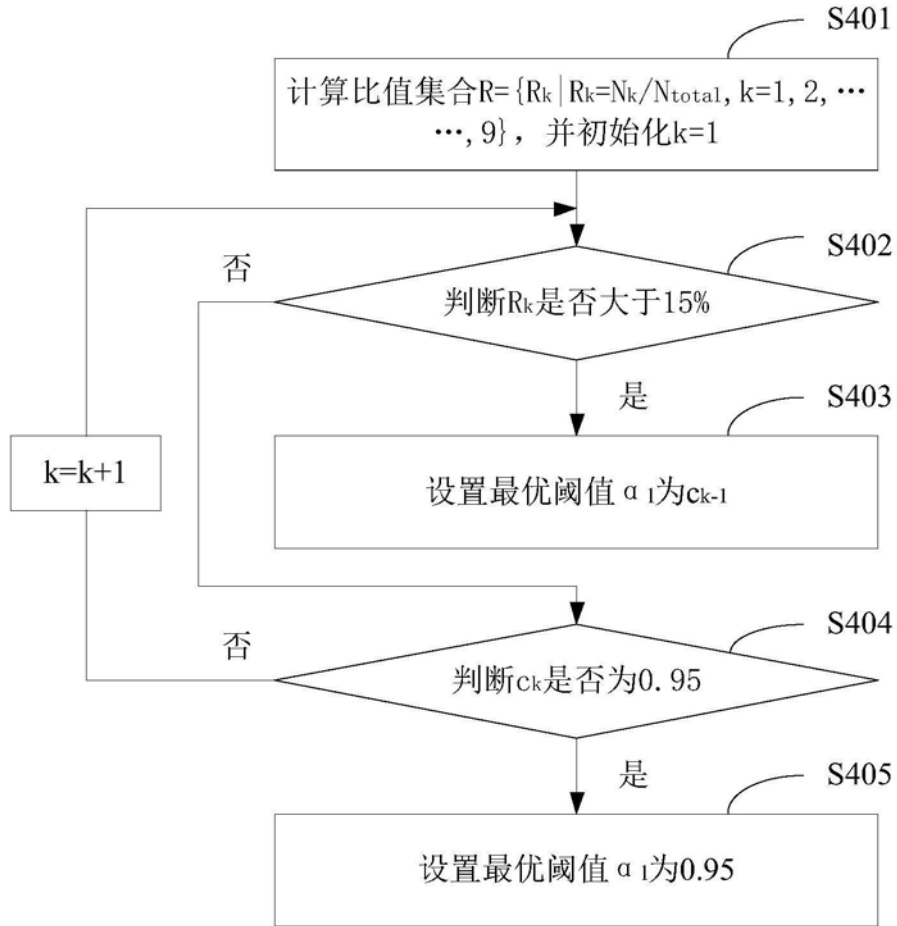 S401
计算比值集合R={Rk|Rk=Nk/Ntotal,k=1,2,…
…,9}，并初始化k=1
S402
否
判断Rk是否大于15%
是
S403
k=k+1
设置最优阈值α1为ck-1
S404
否
判断ck是否为0.95
是
S405
设置最优阈值α1为0.95